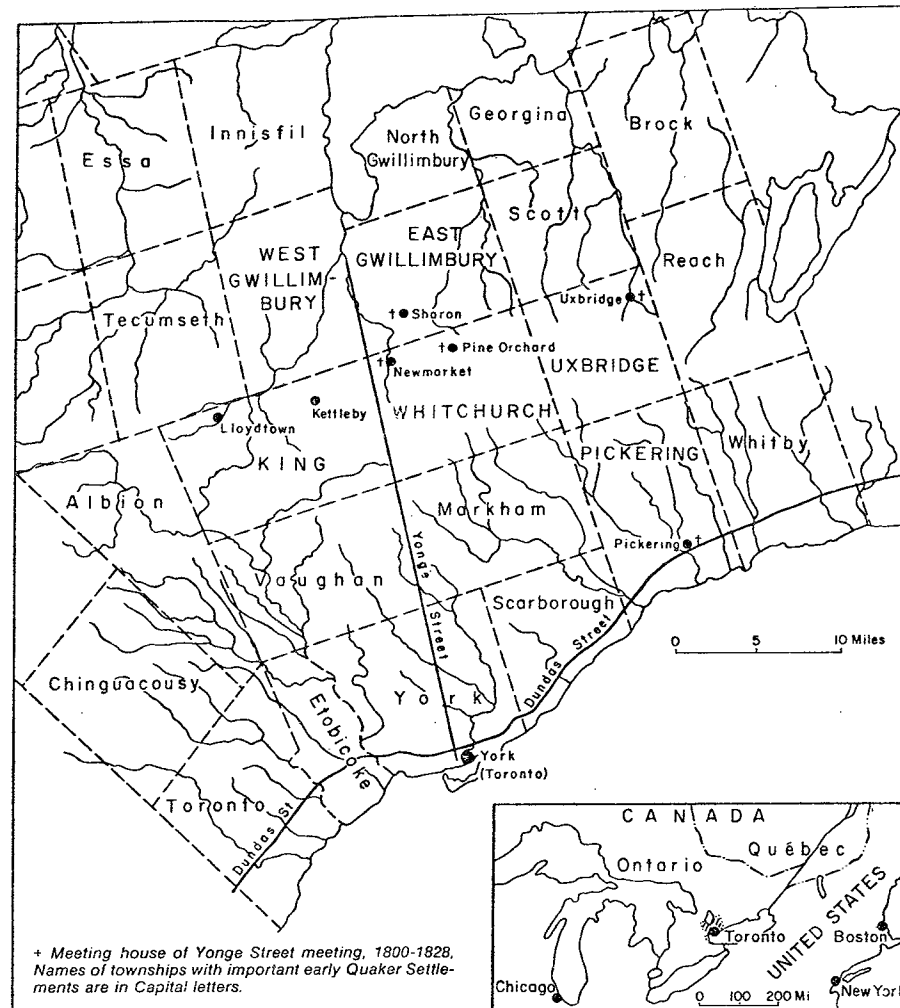 Essa
Innisfil
North
Gwillimbury
Georgina
Brock
WEST
GWILLIM-
BURY
EAST
GWILLIMBURY
Scott
Reach
Tecumseth
† Sharon
Uxbridge †
† Pine Orchard
† Newmarket
UXBRIDGE
Lloydtown
Kettleby
WHITCHURCH
KING
PICKERING
Whitby
Albion
Markham
Vaughan
Yonge Street
Pickering †
Scarborough
Dundas Street
0 5 10 Miles
Chinguacousy
Etobicoke
York
York
(Toronto)
Toronto
Dundas St
+ Meeting house of Yonge Street meeting, 1800-1828,
Names of townships with important early Quaker Settle-
ments are in Capital letters.
CANADA
Ontario
Québec
UNITED STATES
Toronto
Boston
Chicago
New York
0 100 200 Mi